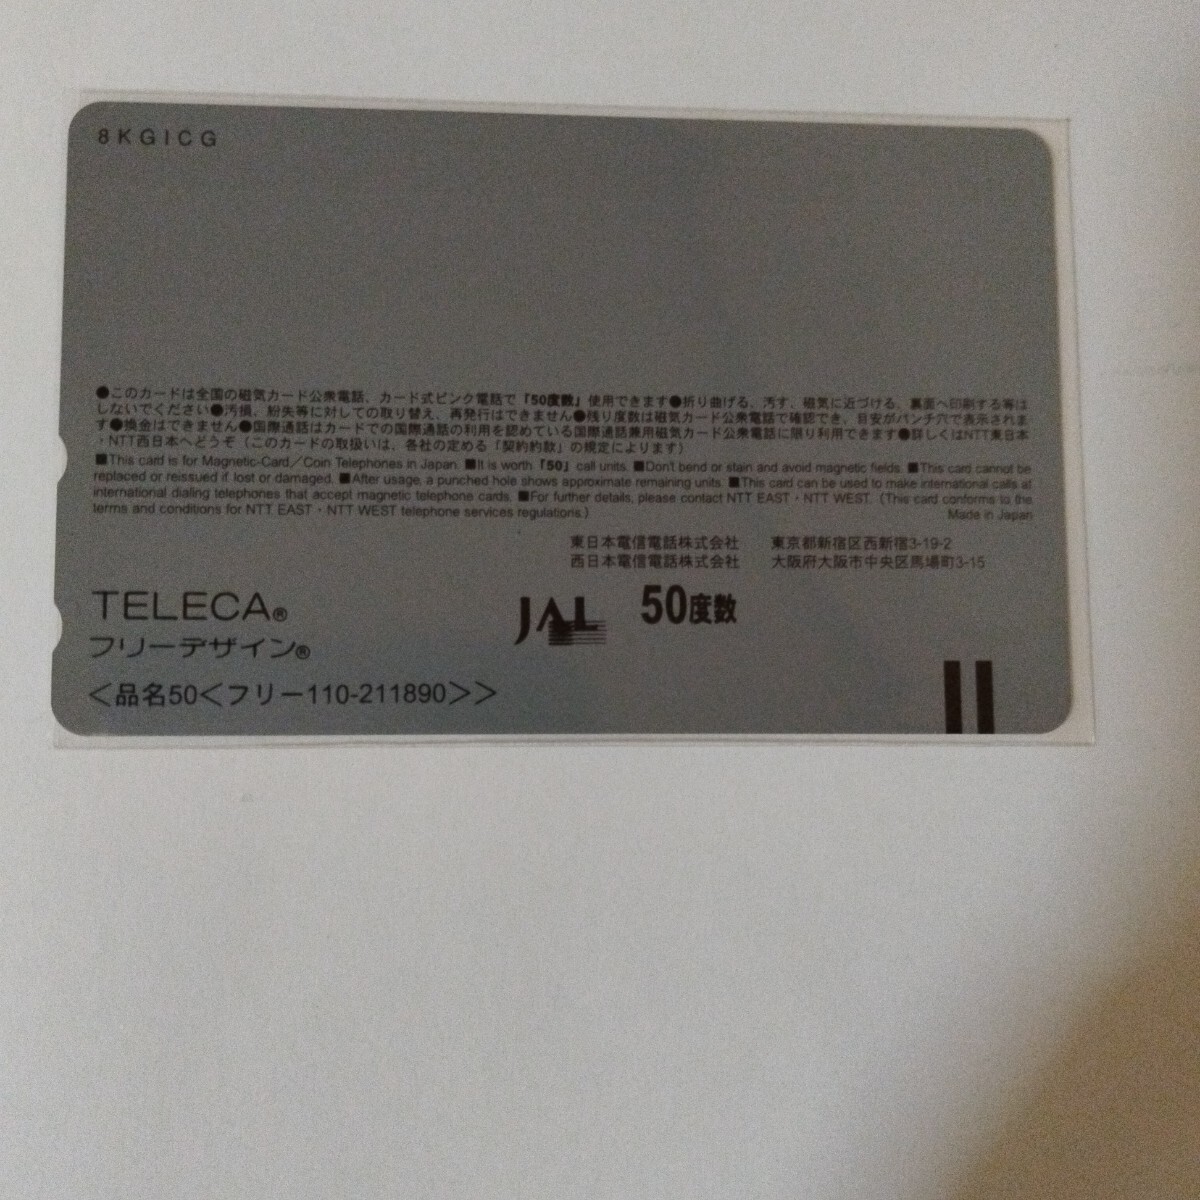 8KGICG
●このカードは全国の磁気カード公衆電話、カード式ピンク電話で「50度数」使用できます●折り曲げる、汚す、磁気に近づける、裏面へ印刷する等は
しないでください●汚損、紛失等に対しての取り替え、再発行はできません●残り度数は磁気カード公衆電話で確認でき、目安がパンチ穴で表示されま
す●換金はできません●国際通話はカードでの国際通話の利用を認めている国際通話兼用磁気カード公衆電話に限り利用できます●詳しくはNTT東日本
・NTT西日本へどうぞ（このカードの取扱いは、各社の定める「契約約款」の規定によります）
■This card is for Magnetic-Card／Coin Telephones in Japan. ■It is worth「50」call units. ■Don't bend or stain and avoid magnetic fields. ■This card cannot be
replaced or reissued if lost or damaged. ■After usage, a punched hole shows approximate remaining units. ■This card can be used to make international calls at
international dialing telephones that accept magnetic telephone cards. ■For further details, please contact NTT EAST・NTT WEST.（This card conforms to the
terms and conditions for NTT EAST・NTT WEST telephone services regulations.） Made in Japan
東日本電信電話株式会社 東京都新宿区西新宿3-19-2
西日本電信電話株式会社 大阪府大阪市中央区馬場町3-15
TELECA®
フリーデザイン®
JAL 50度数
＜品名50＜フリー110-211890＞＞